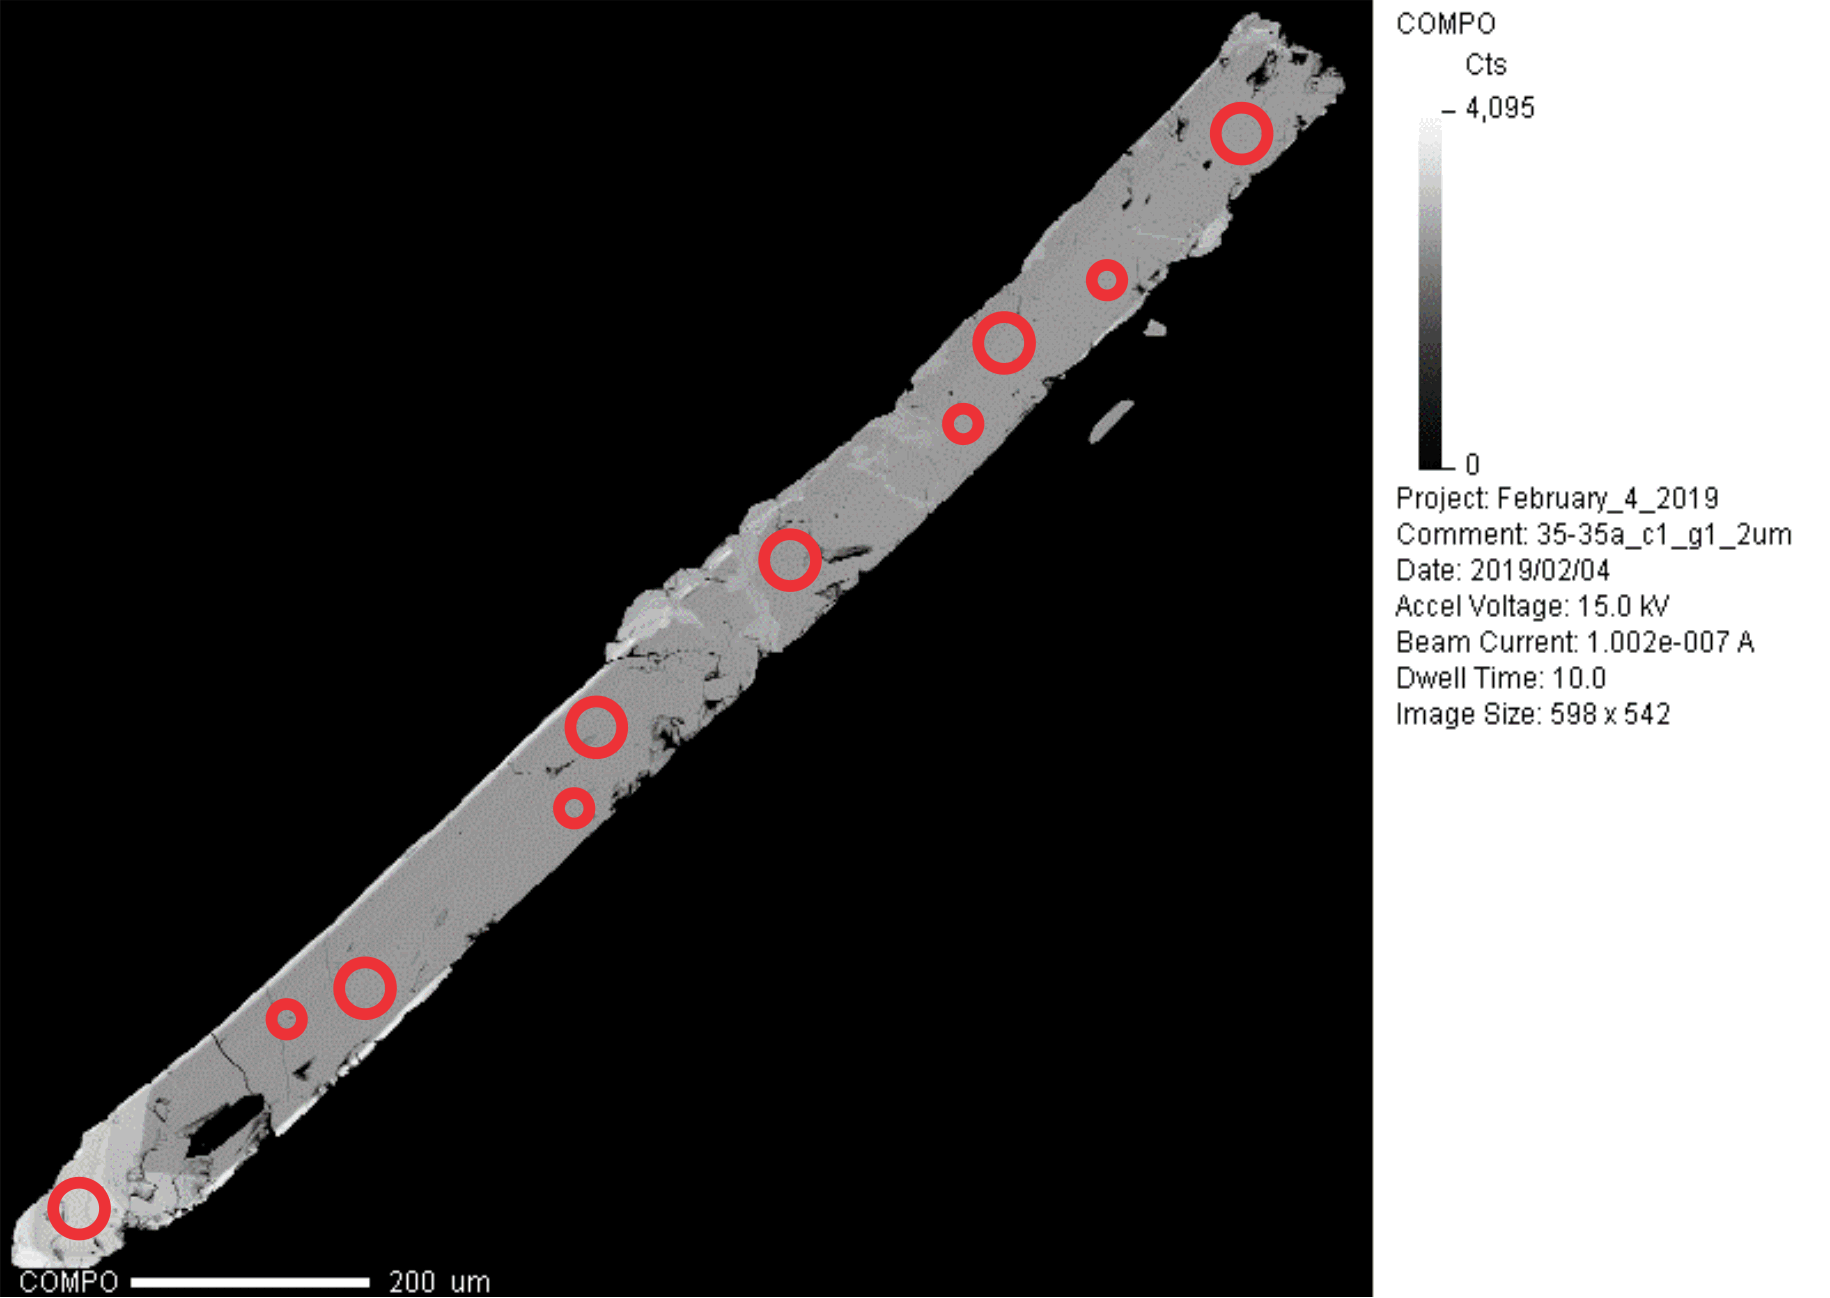 COMPO
Cts
4,095
0
Project: February_4_2019
Comment: 35-35a_c1_g1_2um
Date: 2019/02/04
Accel Voltage: 15.0 kV
Beam Current: 1.002e-007 A
Dwell Time: 10.0
Image Size: 598 x 542
COMPO 200 um